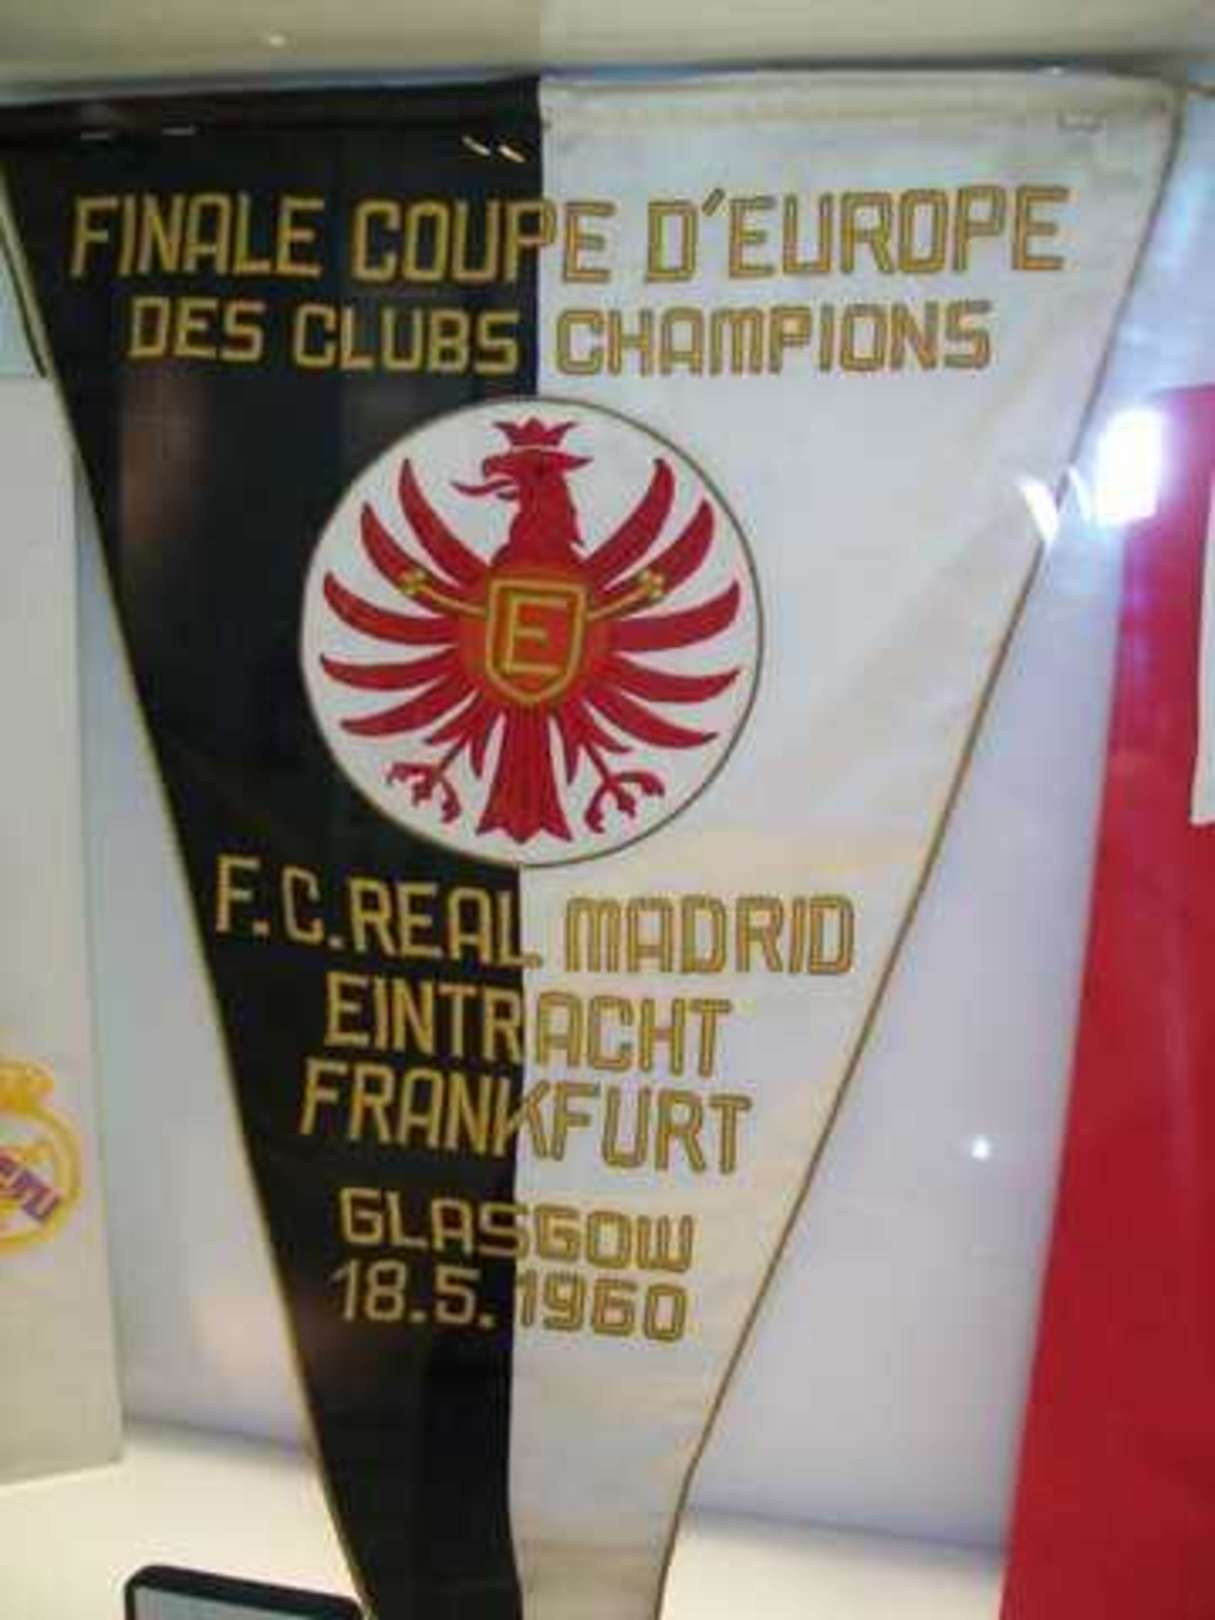 FINALE COUPE D'EUROPE
DES CLUBS CHAMPIONS
E
F.C. REAL MADRID
EINTRACHT
FRANKFURT
GLASGOW
18.5.1960